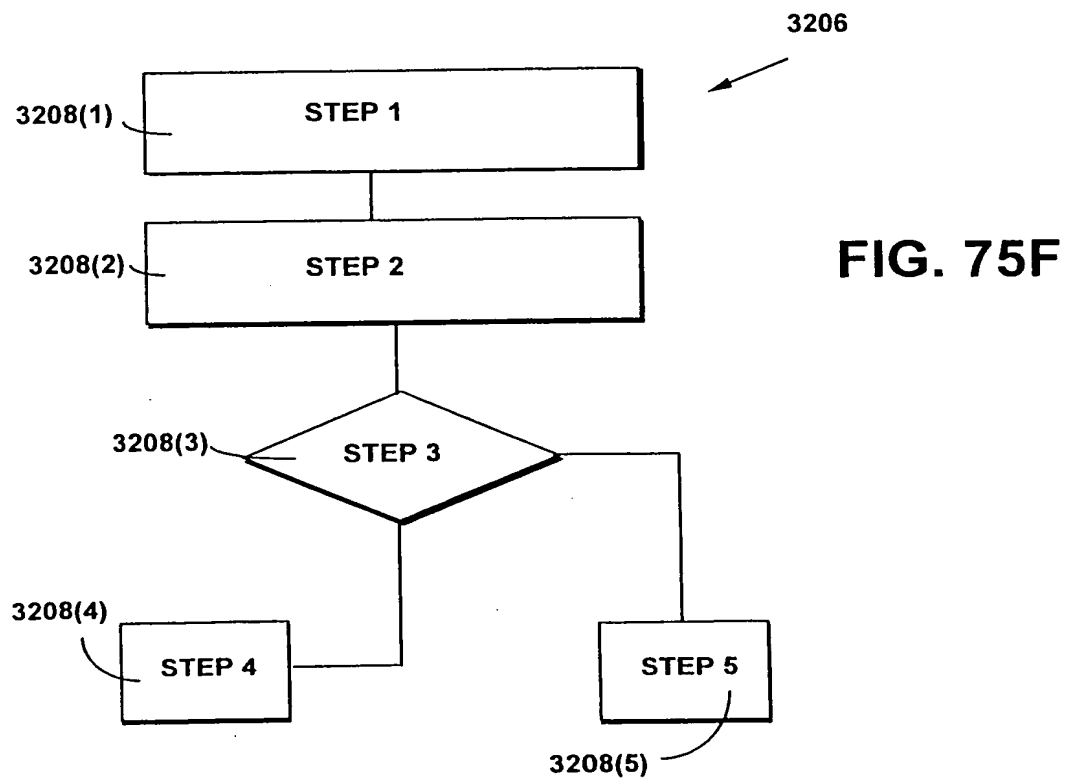 3206
3208(1)
STEP 1
3208(2)
STEP 2
FIG. 75F
3208(3)
STEP 3
3208(4)
STEP 4
STEP 5
3208(5)